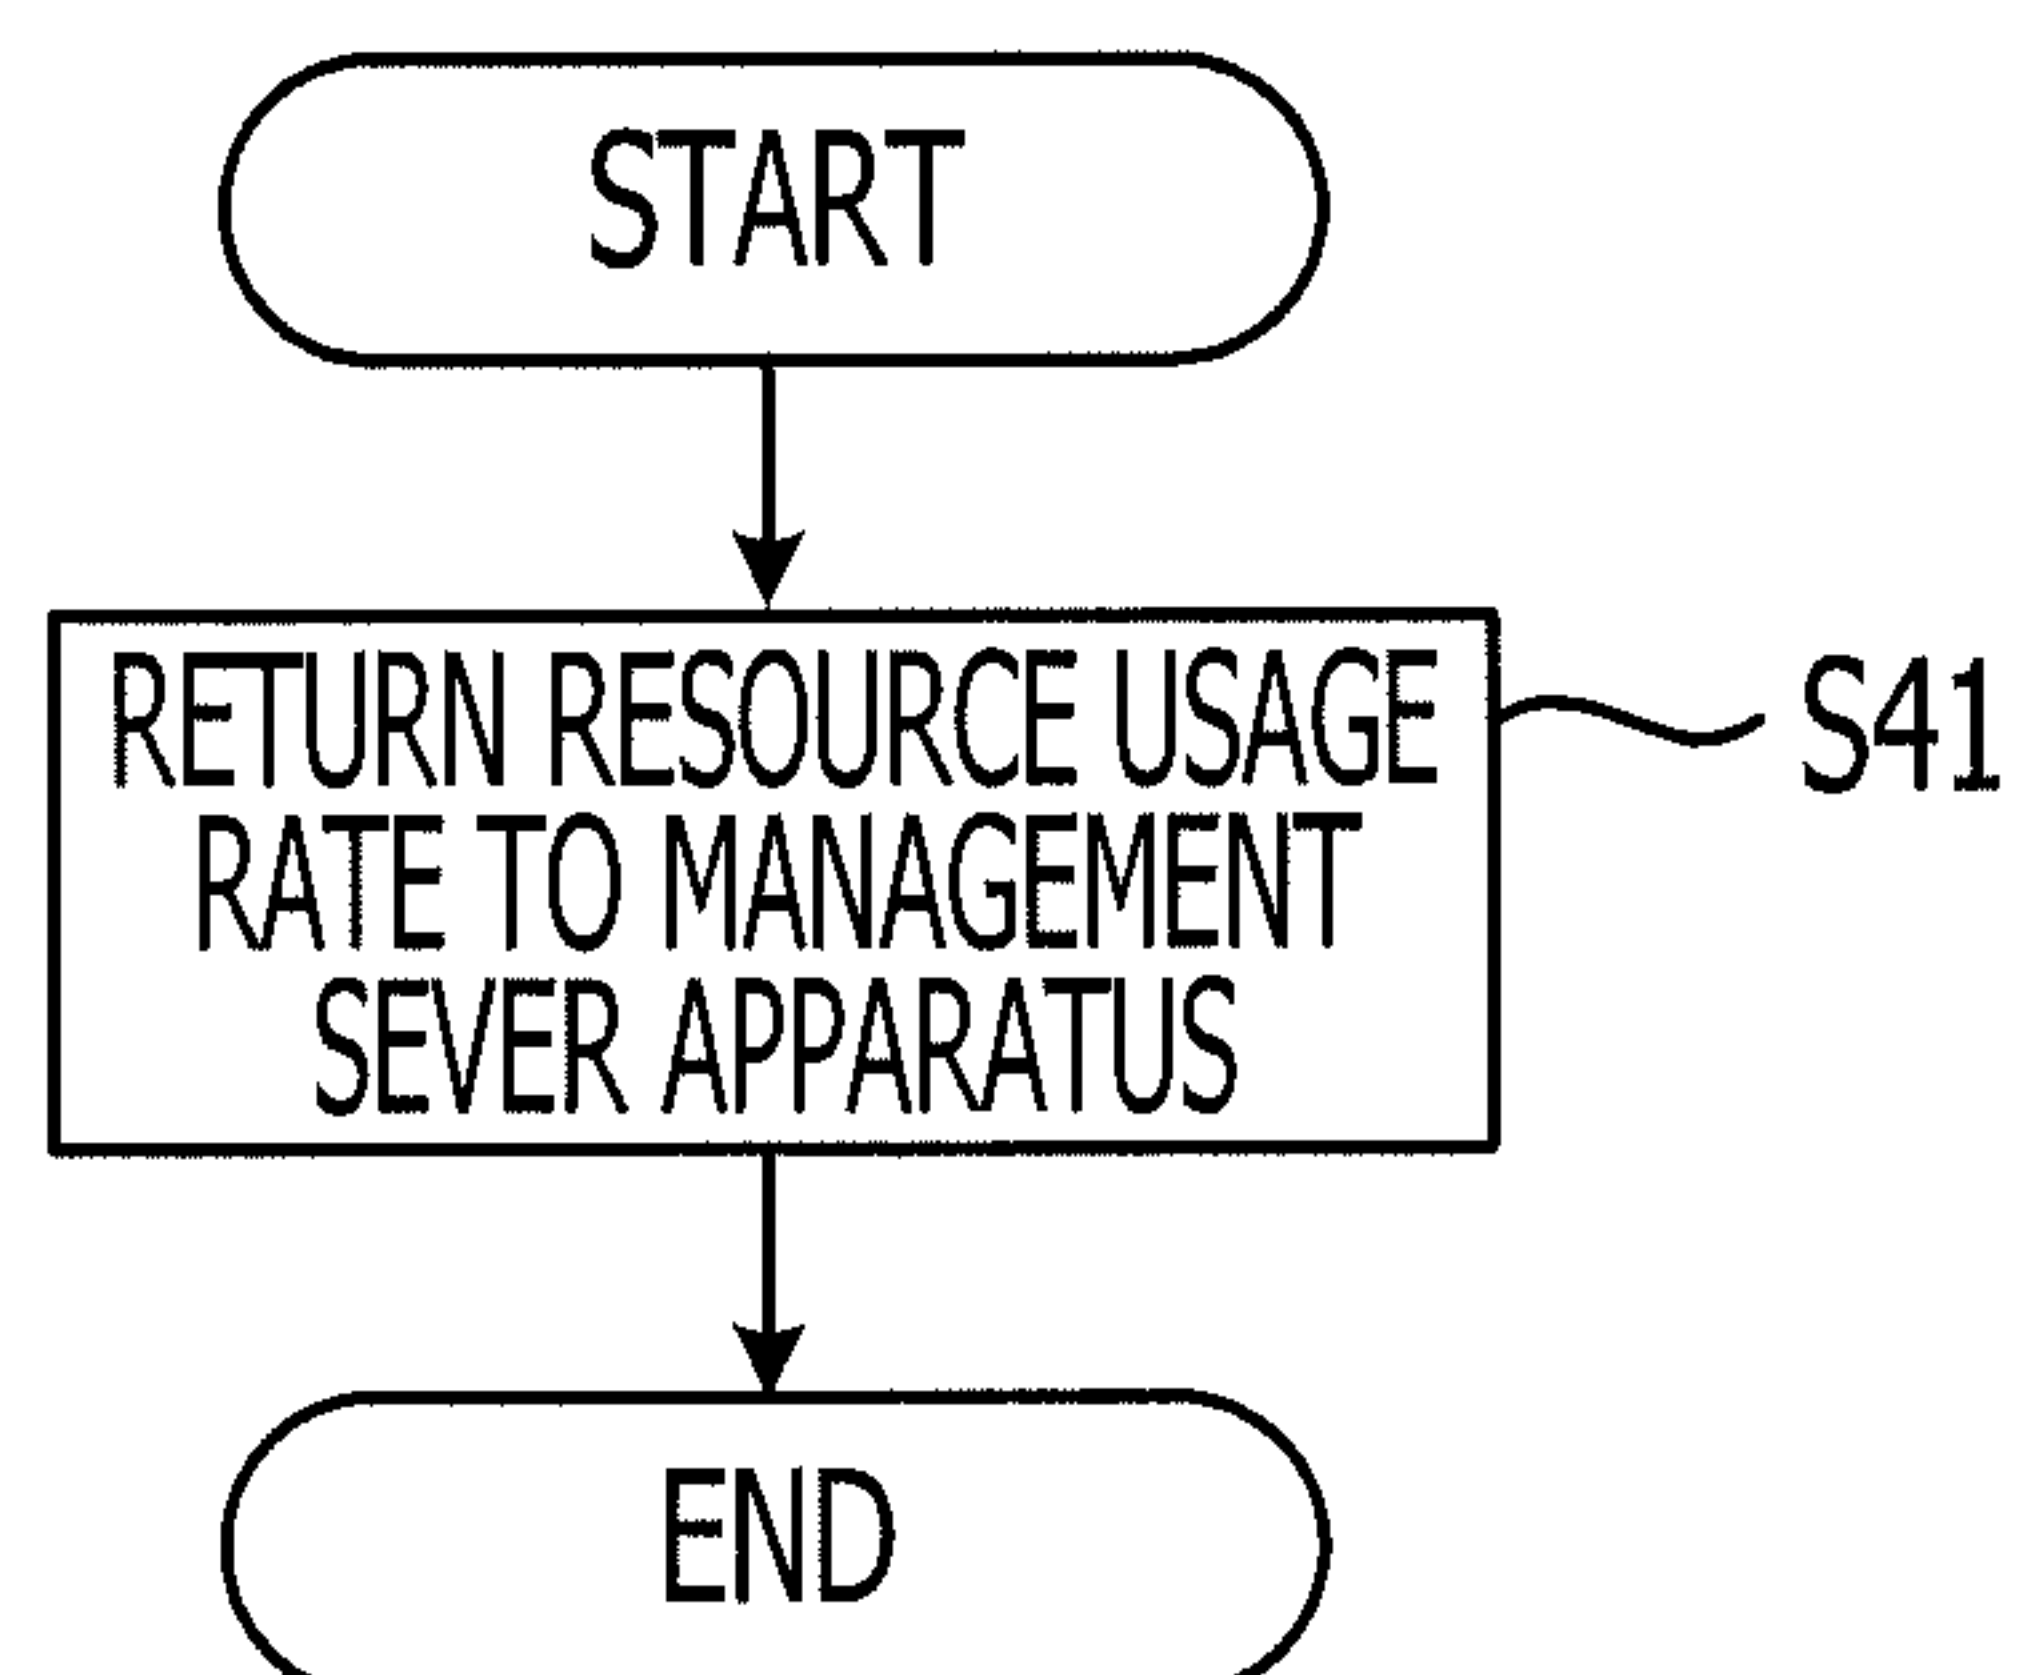 START
RETURN RESOURCE USAGE
RATE TO MANAGEMENT
SEVER APPARATUS
S41
END